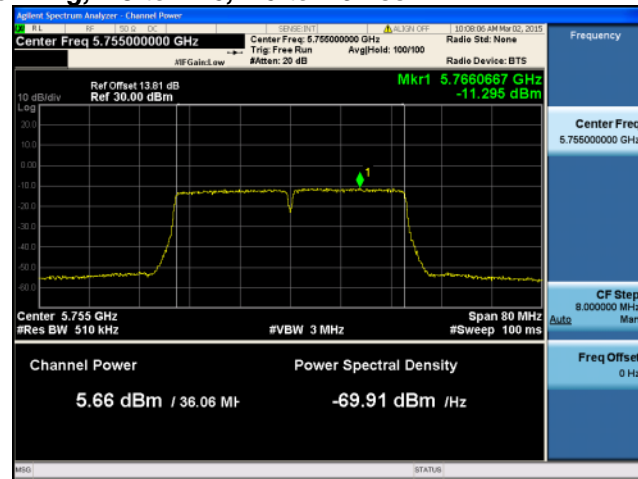 Agilent Spectrum Analyzer - Channel Power
RL RF 50 Ω DC SENSE:INT ALIGN OFF 10:08:06 AM Mar 02, 2015
Center Freq 5.755000000 GHz
Center Freq: 5.755000000 GHz
Radio Std: None
Trig: Free Run Avg|Hold: 100/100
#IFGain:Low #Atten: 20 dB Radio Device: BTS
Ref Offset 13.81 dB
Ref 30.00 dBm
Mkr1 5.7660667 GHz
-11.295 dBm
10 dB/div
Log
20.0
10.0
0.00
-10.0
-20.0
-30.0
-40.0
-50.0
-60.0
1
Center 5.755 GHz Span 80 MHz
#Res BW 510 kHz #VBW 3 MHz #Sweep 100 ms
Channel Power Power Spectral Density
5.66 dBm / 36.06 MH -69.91 dBm /Hz
MSG STATUS
Frequency
Center Freq
5.755000000 GHz
CF Step
8.000000 MHz
Auto Man
Freq Offset
0 Hz